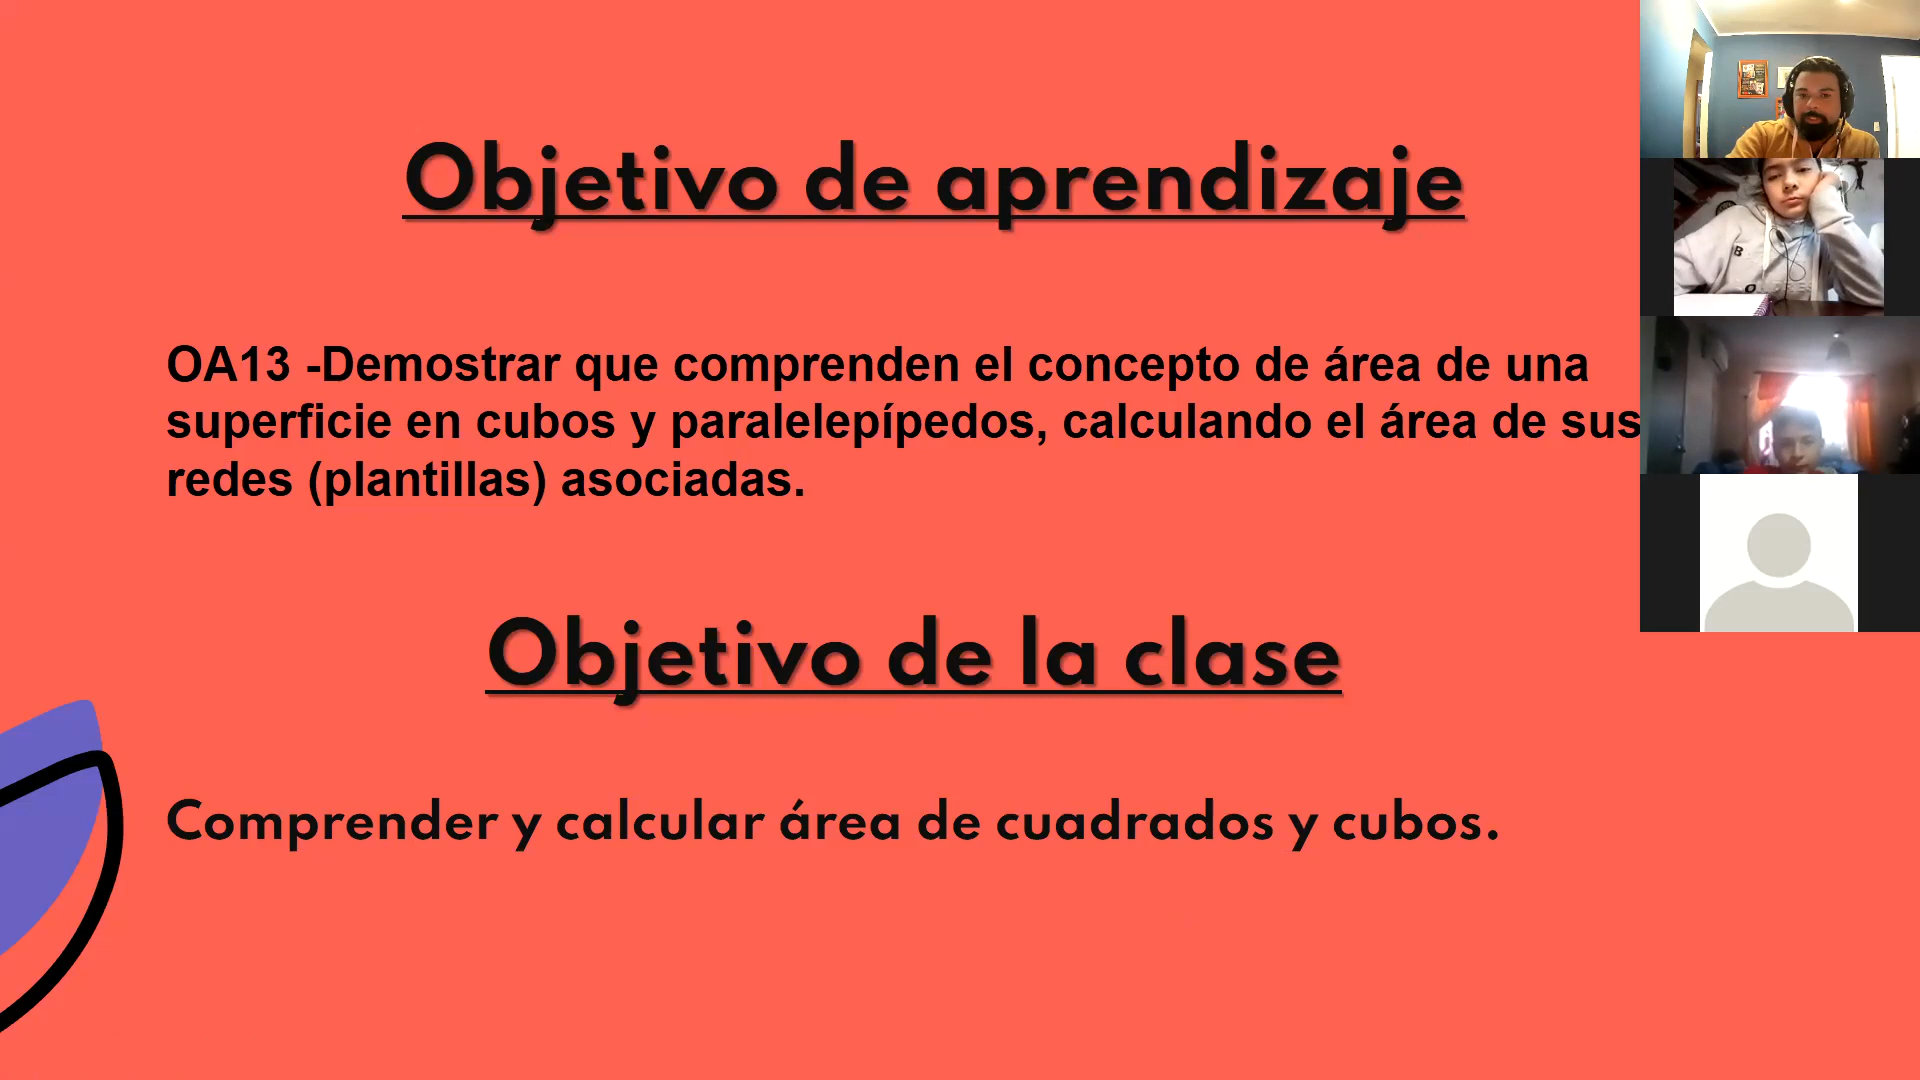 Objetivo de aprendizaje
OA13 -Demostrar que comprenden el concepto de área de una
superficie en cubos y paralelepípedos, calculando el área de sus
redes (plantillas) asociadas.
Objetivo de la clase
Comprender y calcular área de cuadrados y cubos.